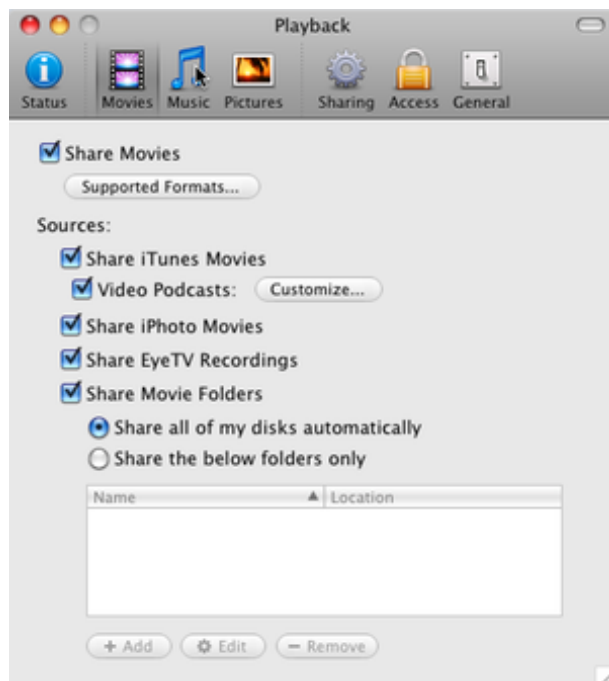 Playback
Status Movies Music Pictures Sharing Access General
Share Movies
Supported Formats...
Sources:
Share iTunes Movies
Video Podcasts: Customize...
Share iPhoto Movies
Share EyeTV Recordings
Share Movie Folders
Share all of my disks automatically
Share the below folders only
Name Location
+ Add Edit − Remove